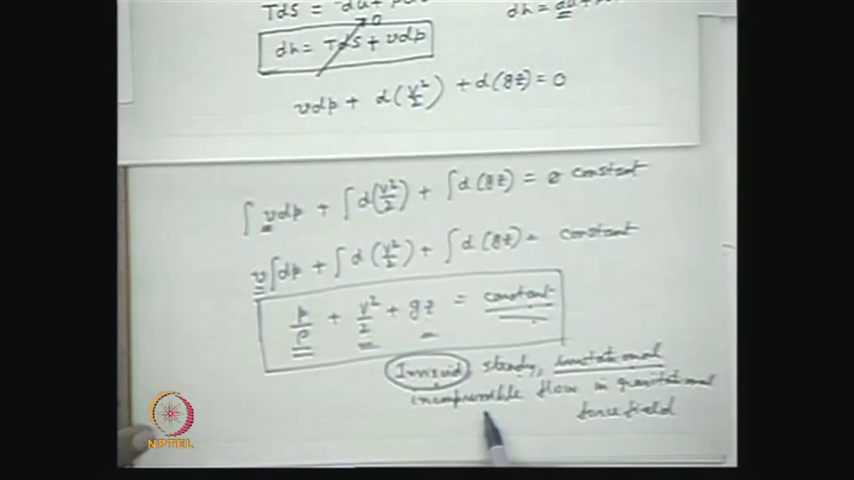 TdS =
dh =
dh = TdS + vdp
0
vdp + d(v²/2) + d(gz) = 0
∫ vdp + ∫d(v²/2) + ∫d(gz) = constant
v∫dp + ∫d(v²/2) + ∫d(gz) = constant
p/ρ + v²/2 + gz = constant
Inviscid, steady, irrotational
incompressible flow in gravitational
force field
NPTEL